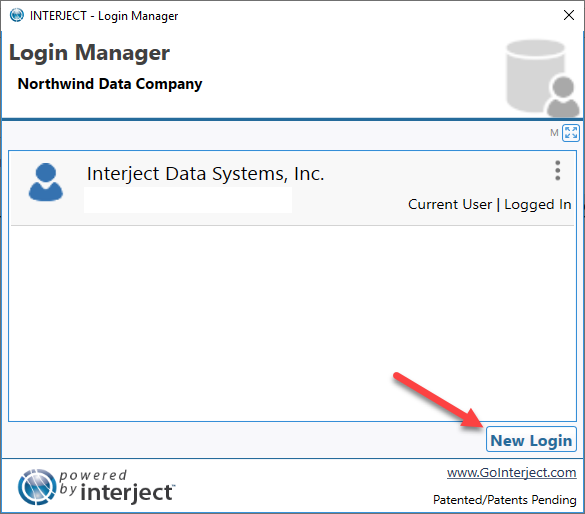 INTERJECT - Login Manager
Login Manager
Northwind Data Company
M
Interject Data Systems, Inc.
Current User | Logged In
New Login
powered
by interject™
www.GoInterject.com
Patented/Patents Pending